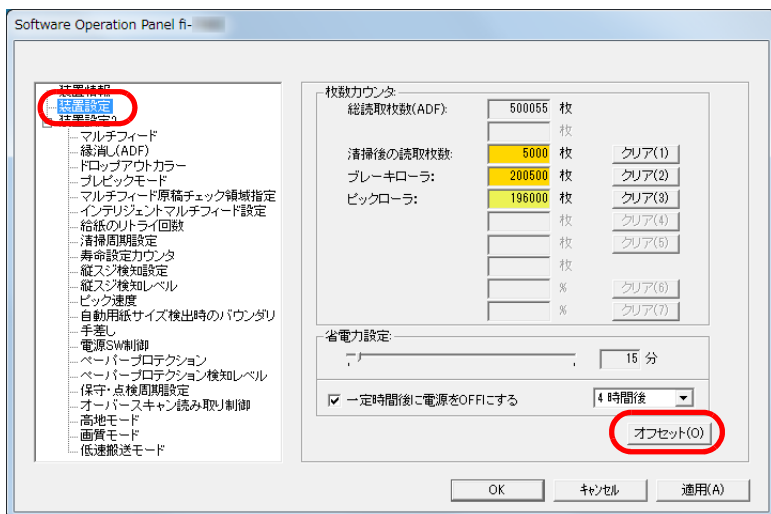 Software Operation Panel fi-
装置情報
装置設定
装置設定2
マルチフィード
縁消し(ADF)
ドロップアウトカラー
プレピックモード
マルチフィード原稿チェック領域指定
インテリジェントマルチフィード設定
給紙のリトライ回数
清掃周期設定
寿命設定カウンタ
縦スジ検知設定
縦スジ検知レベル
ピック速度
自動用紙サイズ検出時のバウンダリ
手差し
電源SW制御
ペーパープロテクション
ペーパープロテクション検知レベル
保守・点検周期設定
オーバースキャン読み取り制御
高地モード
画質モード
低速搬送モード
枚数カウンタ:
総読取枚数(ADF): 500055 枚
枚
清掃後の読取枚数: 5000 枚 クリア(1)
ブレーキローラ: 200500 枚 クリア(2)
ピックローラ: 196000 枚 クリア(3)
枚 クリア(4)
枚 クリア(5)
枚
% クリア(6)
% クリア(7)
省電力設定:
15 分
一定時間後に電源をOFFにする 4 時間後
オフセット(O)
OK キャンセル 適用(A)